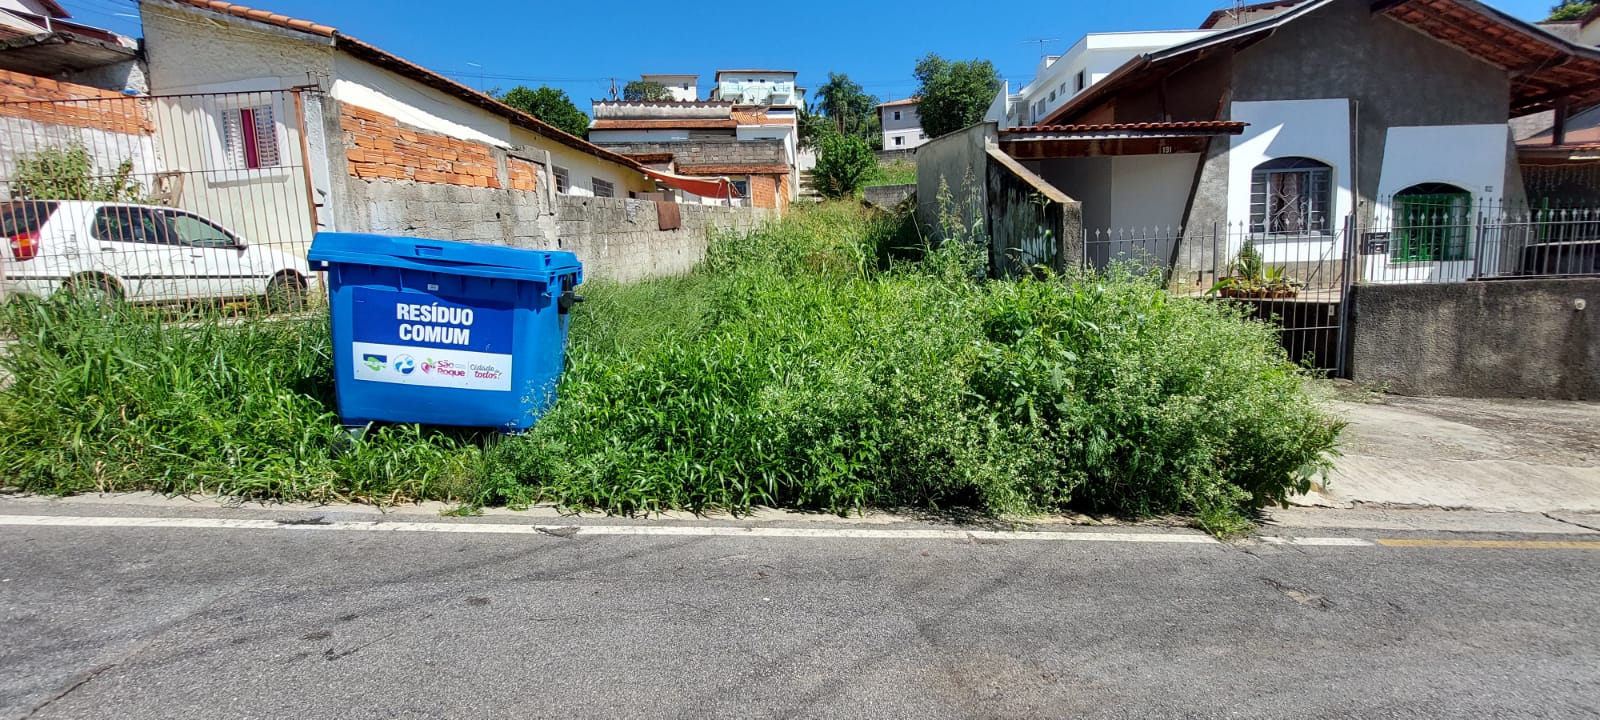 RESÍDUO
COMUM
São
Roque
Cidade
de todos
191